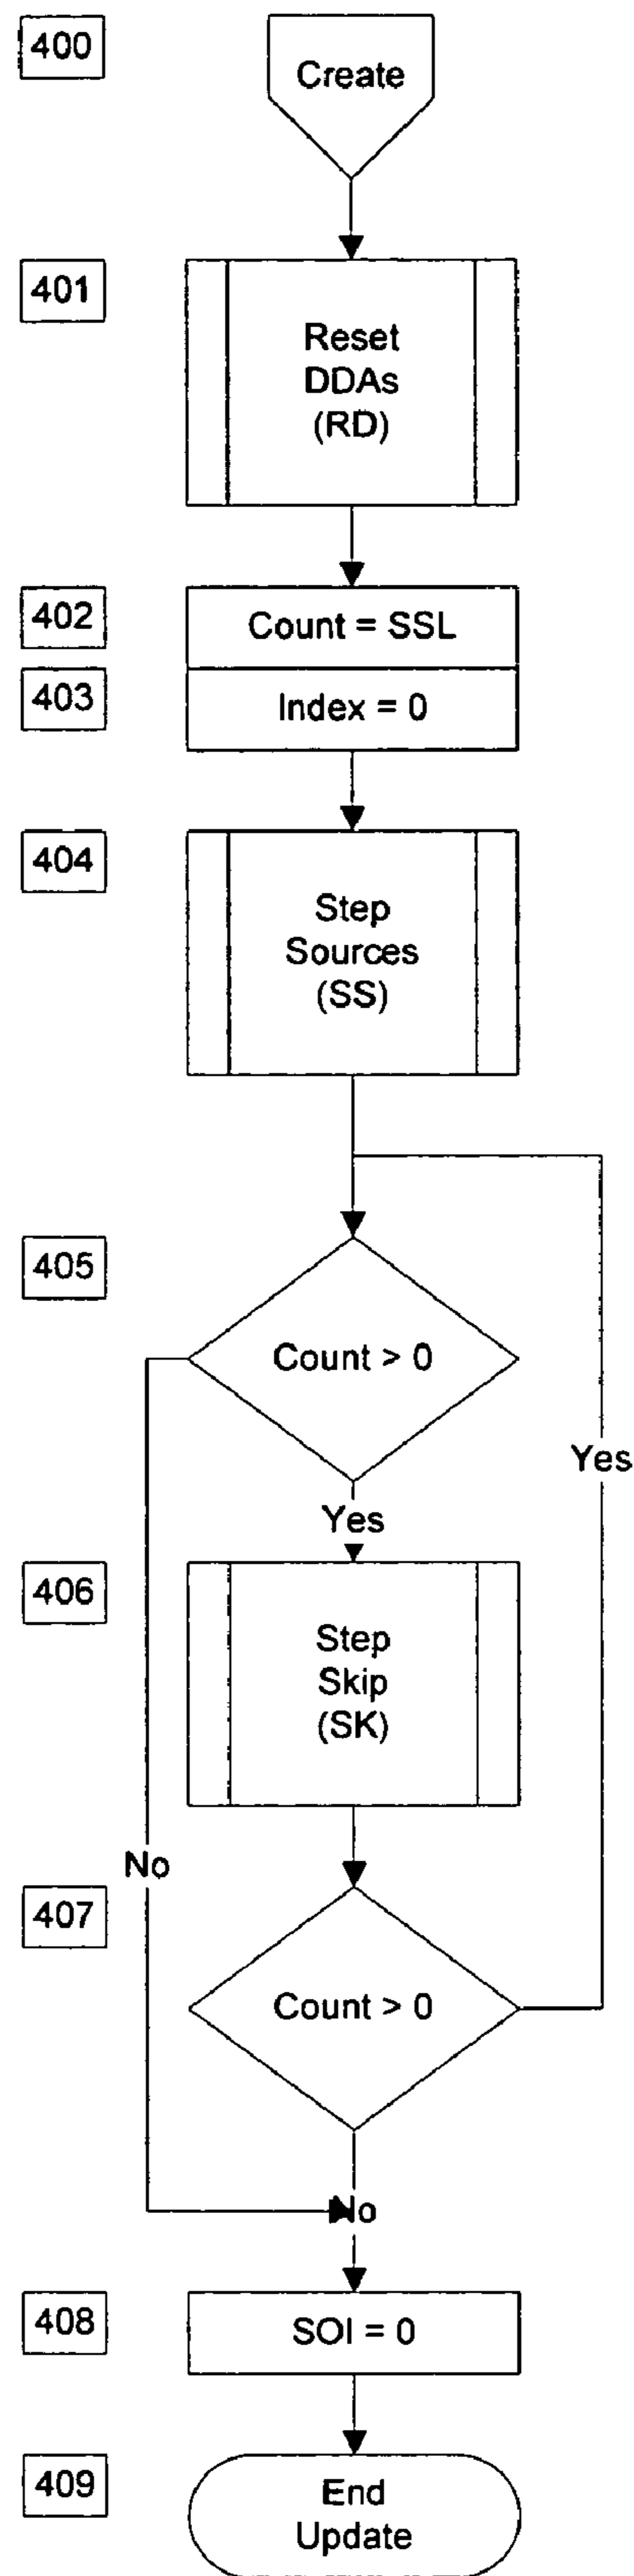 400
Create
401
Reset
DDAs
(RD)
402
Count = SSL
403
Index = 0
404
Step
Sources
(SS)
405
Count > 0
Yes
Yes
406
Step
Skip
(SK)
No
407
Count > 0
No
408
SOI = 0
409
End
Update